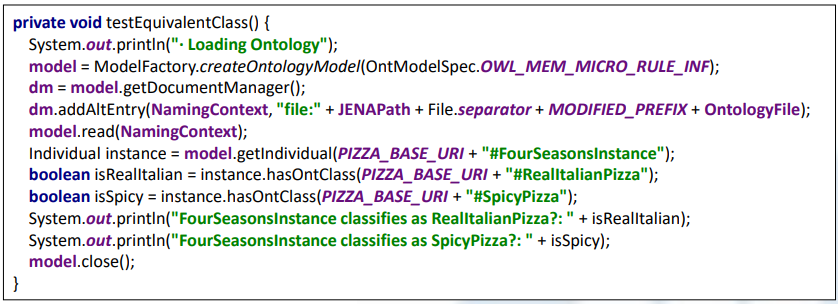 private void testEquivalentClass() {
System.out.println("· Loading Ontology");
model = ModelFactory.createOntologyModel(OntModelSpec.OWL_MEM_MICRO_RULE_INF);
dm = model.getDocumentManager();
dm.addAltEntry(NamingContext, "file:" + JENAPath + File.separator + MODIFIED_PREFIX + OntologyFile);
model.read(NamingContext);
Individual instance = model.getIndividual(PIZZA_BASE_URI + "#FourSeasonsInstance");
boolean isRealItalian = instance.hasOntClass(PIZZA_BASE_URI + "#RealItalianPizza");
boolean isSpicy = instance.hasOntClass(PIZZA_BASE_URI + "#SpicyPizza");
System.out.println("FourSeasonsInstance classifies as RealItalianPizza?: " + isRealItalian);
System.out.println("FourSeasonsInstance classifies as SpicyPizza?: " + isSpicy);
model.close();
}